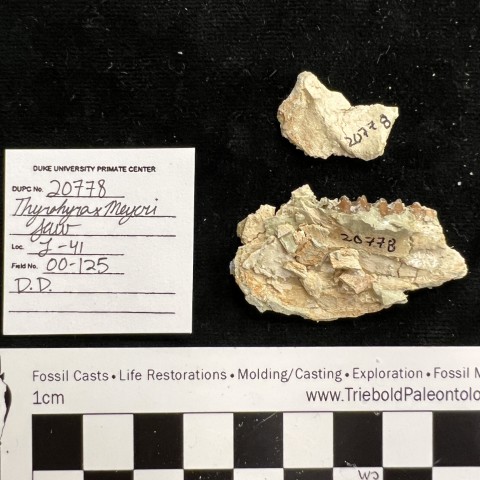 20778
DUKE UNIVERSITY PRIMATE CENTER
DUPC No. 20778
Thyrohyrax Meyeri
jaw
Loc. L-41
Field No. 00-125
D.D.
20778
Fossil Casts • Life Restorations • Molding/Casting • Exploration • Fossil
1cm
www.TrieboldPaleontolo
cm